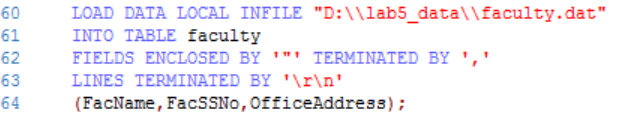 60 LOAD DATA LOCAL INFILE "D:\\lab5_data\\faculty.dat"
61 INTO TABLE faculty
62 FIELDS ENCLOSED BY '"' TERMINATED BY ','
63 LINES TERMINATED BY '\r\n'
64 (FacName,FacSSNo,OfficeAddress);